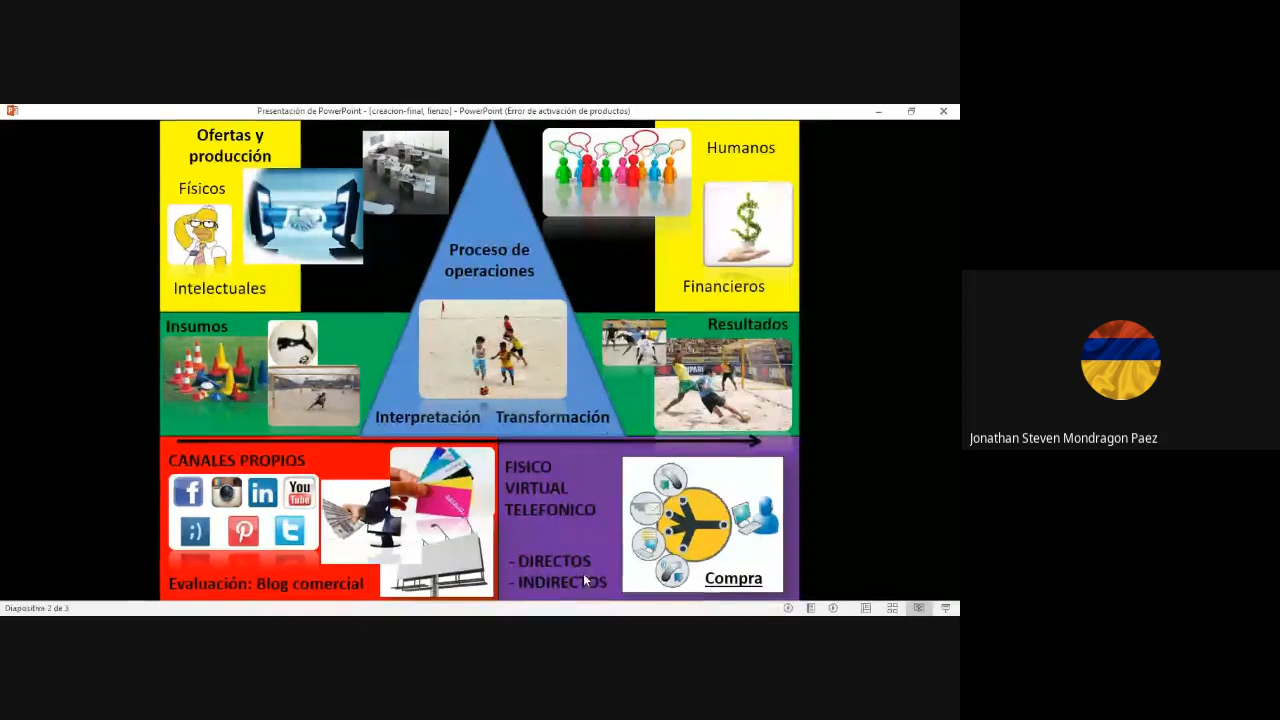 Presentación de PowerPoint - [creacion-final, lienzo] - PowerPoint (Error de activación de productos)
Ofertas y
producción
Físicos
Intelectuales
Proceso de
operaciones
Humanos
Financieros
Insumos
Resultados
Interpretación Transformación
CANALES PROPIOS
You
Tube
Evaluación: Blog comercial
FISICO
VIRTUAL
TELEFONICO
- DIRECTOS
- INDIRECTOS
Compra
Diapositiva 2 de 3
Jonathan Steven Mondragon Paez